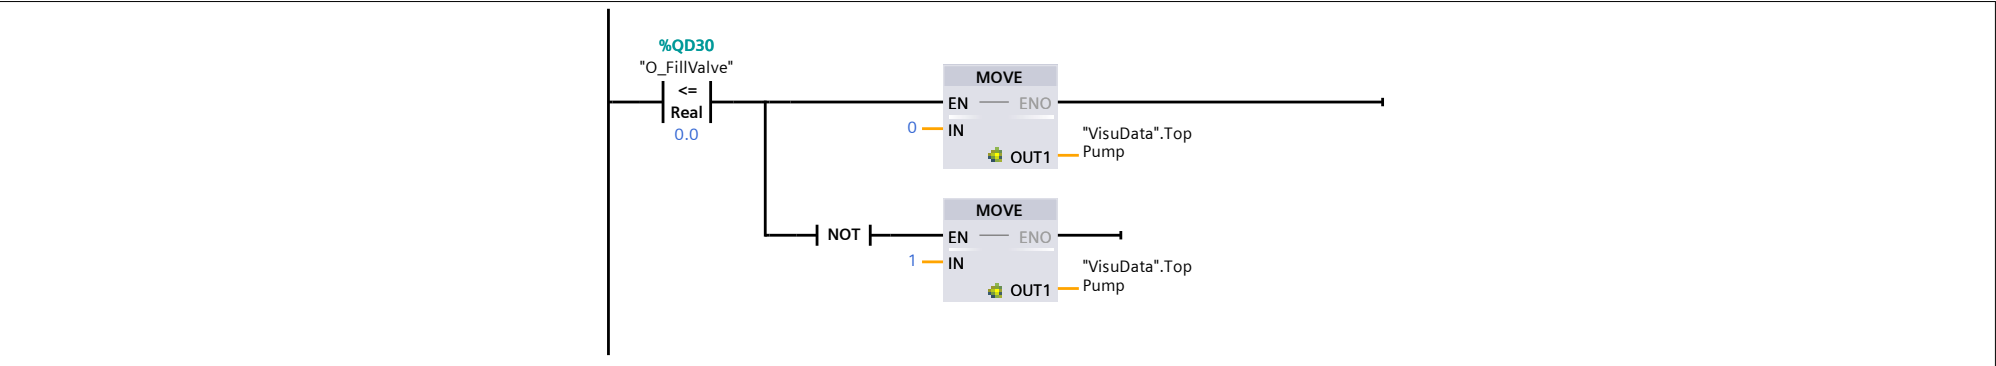 %QD30
"O_FillValve"
<=
Real
0.0
MOVE
EN ENO
0 IN
OUT1
"VisuData".Top
Pump
NOT
MOVE
EN ENO
1 IN
OUT1
"VisuData".Top
Pump